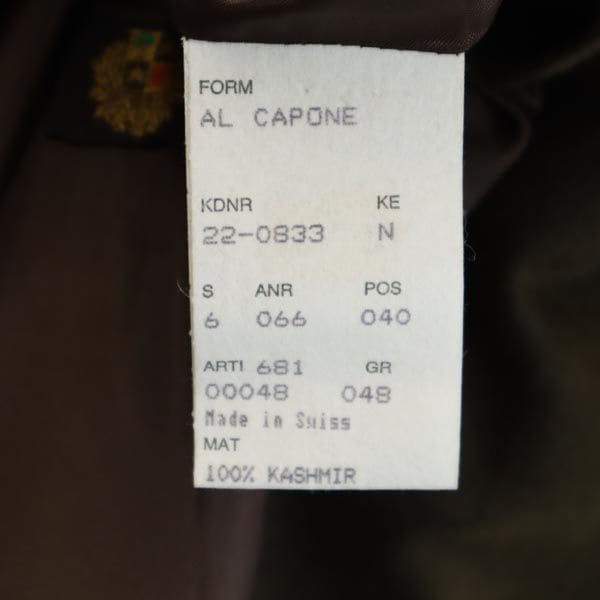 FORM
AL CAPONE
KDNR KE
22-0833 N
S ANR POS
6 066 040
ARTI 681 GR
00048 048
Made in Suiss
MAT
100% KASHMIR